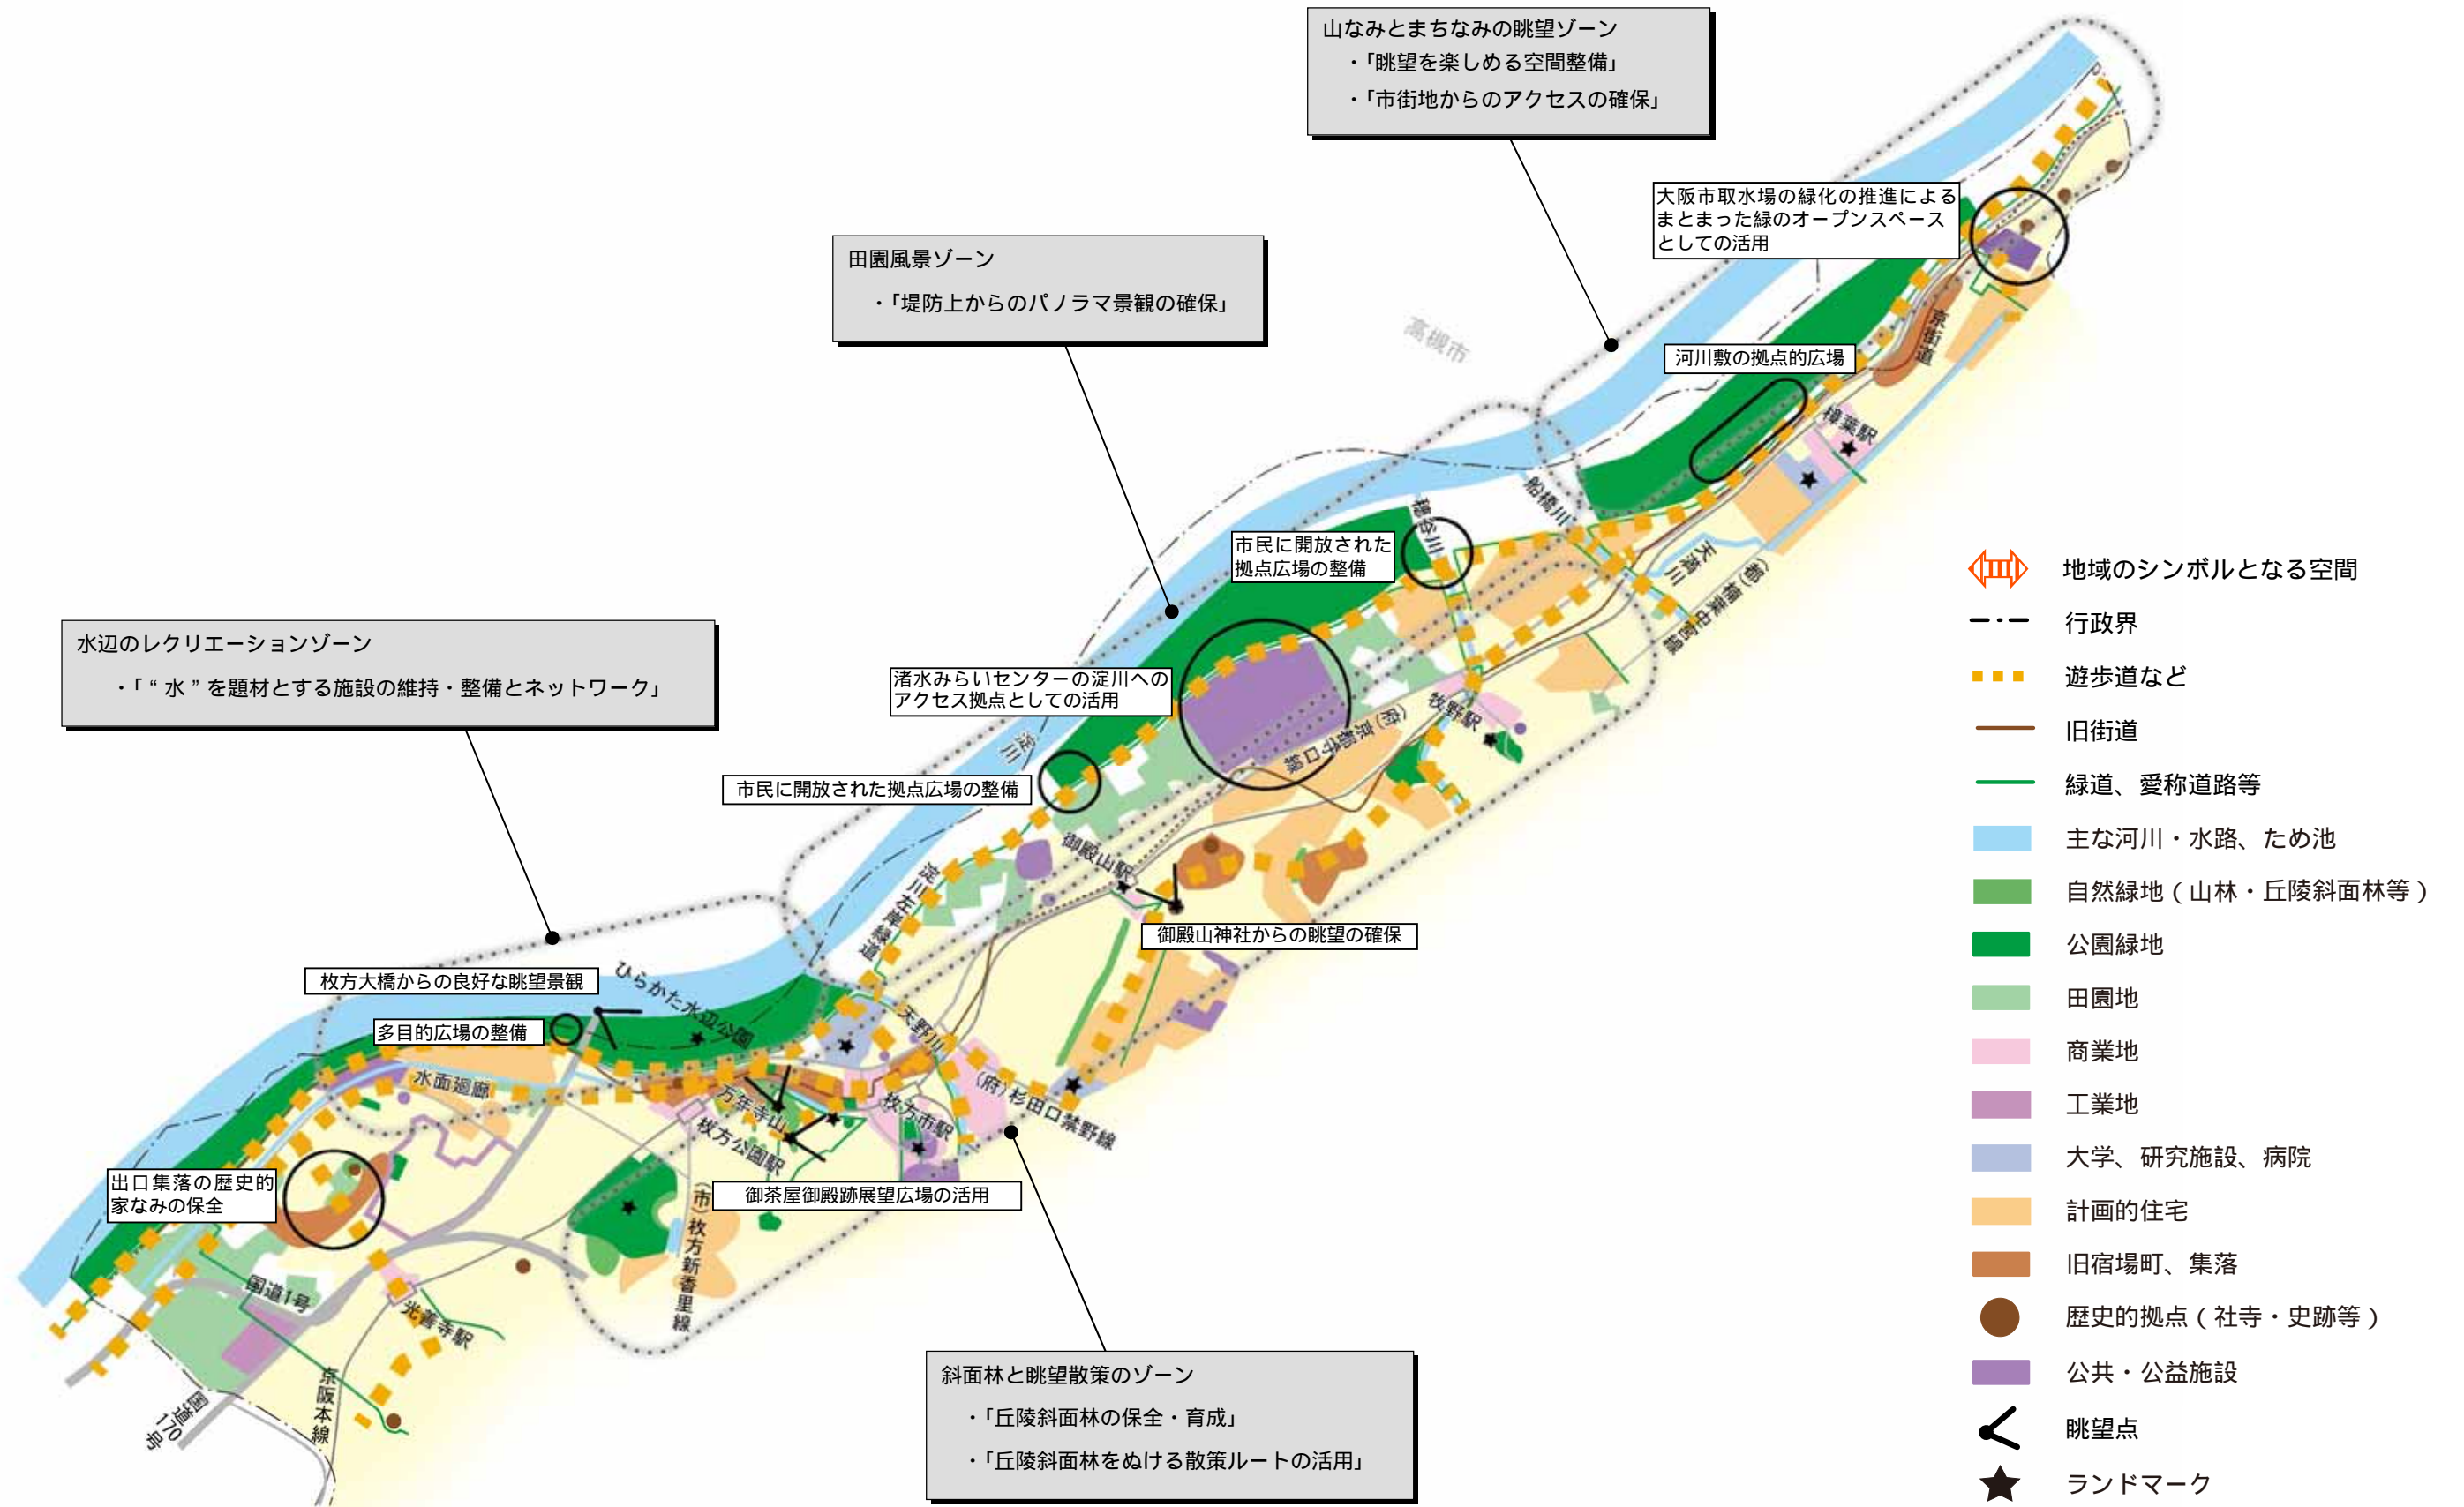 山なみとまちなみの眺望ゾーン
・「眺望を楽しめる空間整備」
・「市街地からのアクセスの確保」
大阪市取水場の緑化の推進による
まとまった緑のオープンスペース
としての活用
田園風景ゾーン
・「堤防上からのパノラマ景観の確保」
高槻市
河川敷の拠点的広場
京街道
樟葉駅
船橋川
穂谷川
市民に開放された
拠点広場の整備
天満川
(都)楠葉中宮線
水辺のレクリエーションゾーン
・「“水”を題材とする施設の維持・整備とネットワーク」
渚水みらいセンターの淀川への
アクセス拠点としての活用
牧野駅
(府)京都守口線
淀川
市民に開放された拠点広場の整備
御殿山駅
淀川左岸緑道
御殿山神社からの眺望の確保
枚方大橋からの良好な眺望景観
ひらかた水辺公園
多目的広場の整備
天野川
水面廻廊
万年寺山
枚方市駅
(府)杉田口禁野線
枚方公園駅
出口集落の歴史的
家なみの保全
御茶屋御殿跡展望広場の活用
(市)枚方新香里線
国道1号
光善寺駅
京阪本線
国道170号
斜面林と眺望散策のゾーン
・「丘陵斜面林の保全・育成」
・「丘陵斜面林をぬける散策ルートの活用」
地域のシンボルとなる空間
行政界
遊歩道など
旧街道
緑道、愛称道路等
主な河川・水路、ため池
自然緑地(山林・丘陵斜面林等)
公園緑地
田園地
商業地
工業地
大学、研究施設、病院
計画的住宅
旧宿場町、集落
歴史的拠点(社寺・史跡等)
公共・公益施設
眺望点
ランドマーク